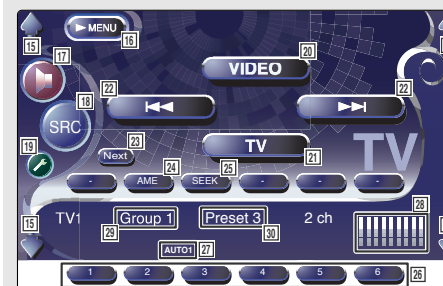 15
17
► MENU
16
20
VIDEO
22
22
18
SRC
23
TV
19
Next
24
25
21
TV
- AME SEEK - - -
28
15
TV1 Group 1 Preset 3 2 ch
29
30
AUTO1 27
1 2 3 4 5 6 26